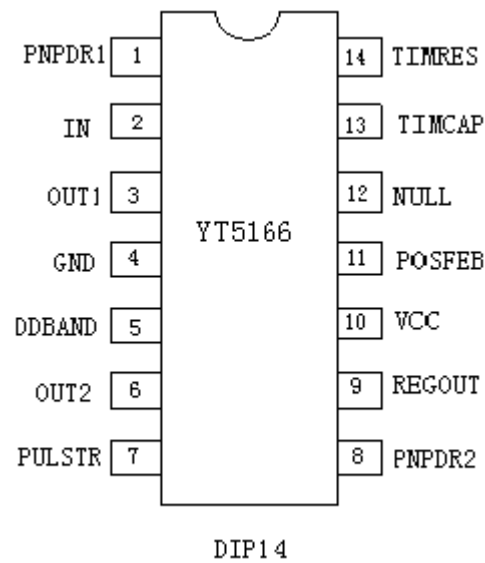 PNPDR1 1 14 TIMRES
IN 2 13 TIMCAP
OUT1 3 12 NULL
YT5166
GND 4 11 POSFEB
DDBAND 5 10 VCC
OUT2 6 9 REGOUT
PULSTR 7 8 PNPDR2
DIP14